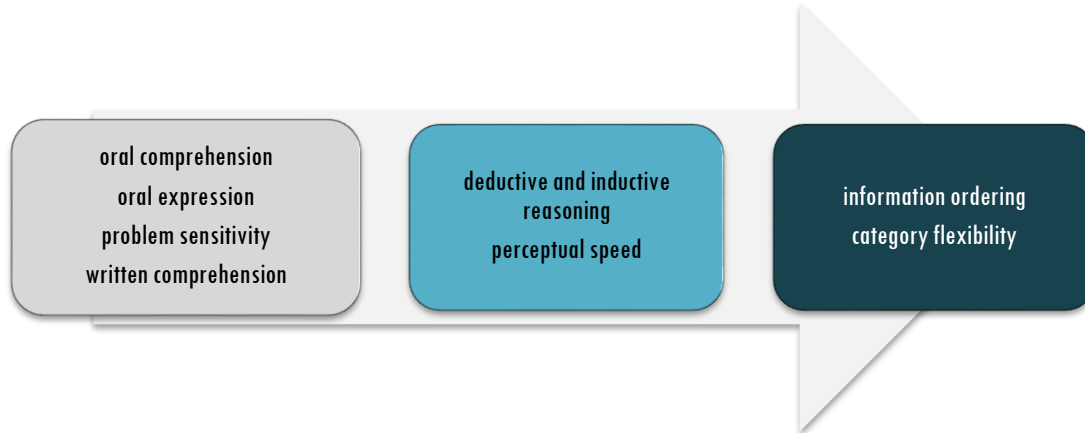 oral comprehension
oral expression
problem sensitivity
written comprehension
deductive and inductive
reasoning
perceptual speed
information ordering
category flexibility